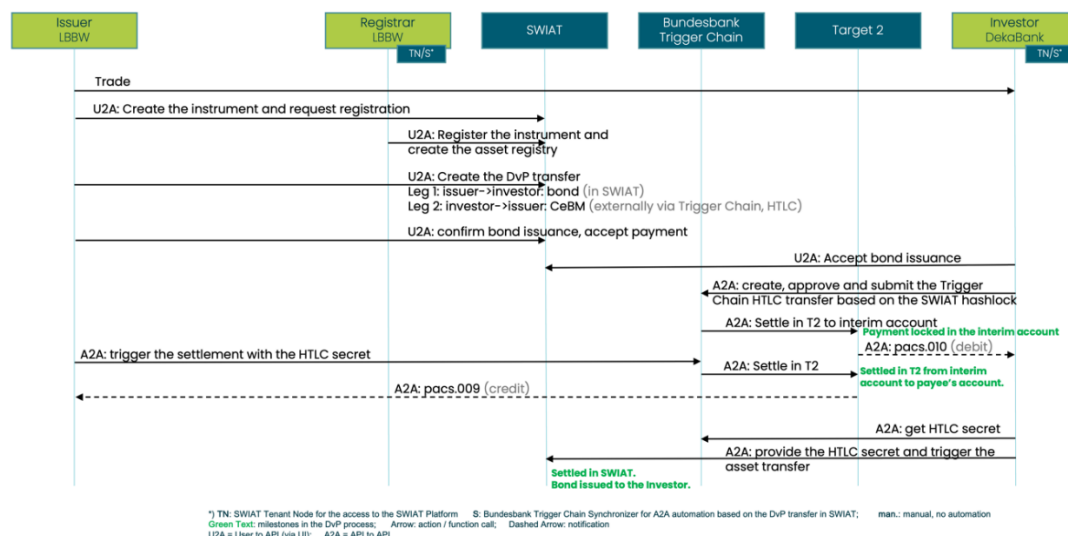 Issuer
LBBW
Registrar
LBBW
TN/S*
SWIAT
Bundesbank
Trigger Chain
Target 2
Investor
DekaBank
TN/S*
Trade
U2A: Create the instrument and request registration
U2A: Register the instrument and
create the asset registry
U2A: Create the DvP transfer
Leg 1: issuer->investor: bond (in SWIAT)
Leg 2: investor->issuer: CeBM (externally via Trigger Chain, HTLC)
U2A: confirm bond issuance, accept payment
U2A: Accept bond issuance
A2A: create, approve and submit the Trigger
Chain HTLC transfer based on the SWIAT hashlock
A2A: Settle in T2 to interim account
Payment locked in the interim account
A2A: pacs.010 (debit)
A2A: trigger the settlement with the HTLC secret
A2A: Settle in T2
Settled in T2 from interim
account to payee's account.
A2A: pacs.009 (credit)
A2A: get HTLC secret
A2A: provide the HTLC secret and trigger the
asset transfer
Settled in SWIAT.
Bond issued to the Investor.
*) TN: SWIAT Tenant Node for the access to the SWIAT Platform S: Bundesbank Trigger Chain Synchronizer for A2A automation based on the DvP transfer in SWIAT; man.: manual, no automation
Green Text: milestones in the DvP process; Arrow: action / function call; Dashed Arrow: notification
U2A = User to API (via UI); A2A = API to API